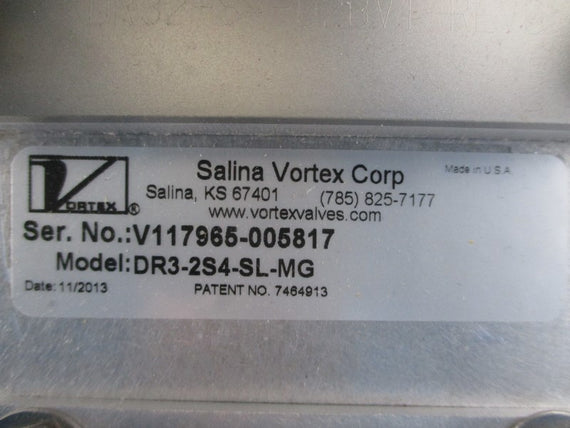 Salina Vortex Corp
Made in U.S.A.
Salina, KS 67401 (785) 825-7177
VORTEX ®
www.vortexvalves.com
Ser. No.:V117965-005817
Model:DR3-2S4-SL-MG
Date: 11/2013 PATENT NO. 7464913